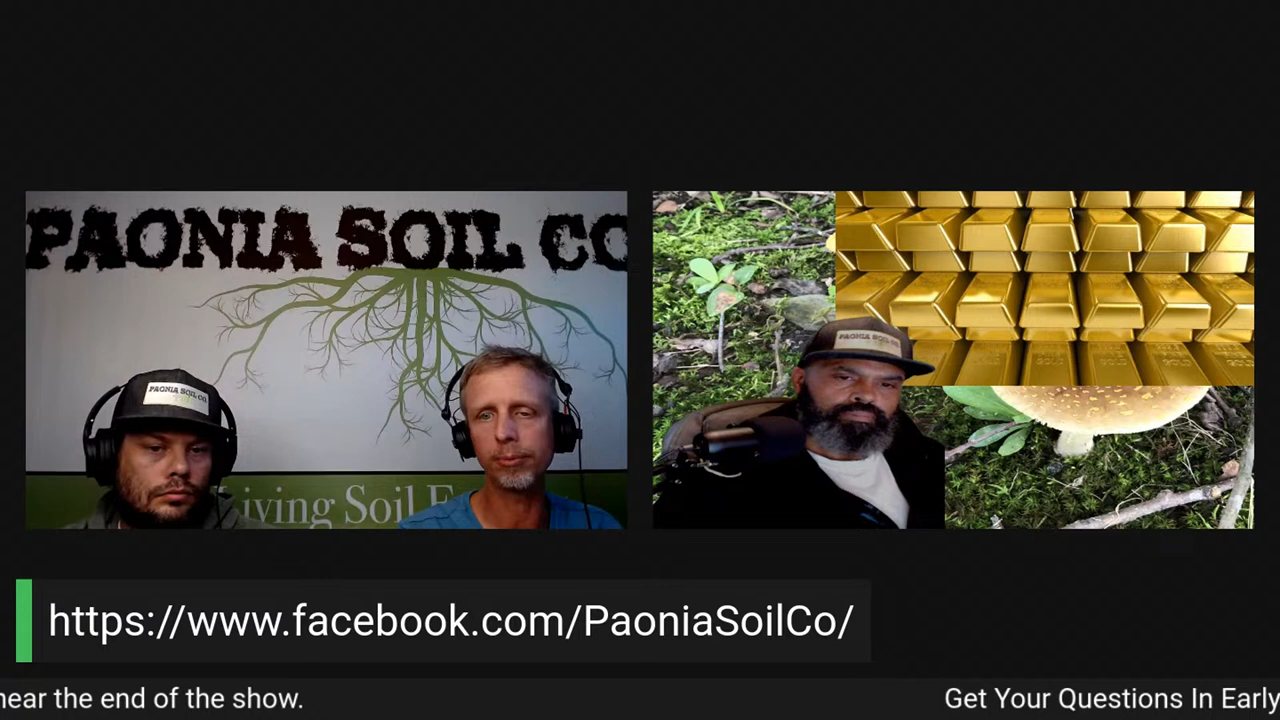 PAONIA SOIL CO
PAONIA SOIL CO.
PAONIA SOIL CO.
iving Soil E
https://www.facebook.com/PaoniaSoilCo/
near the end of the show.
Get Your Questions In Early